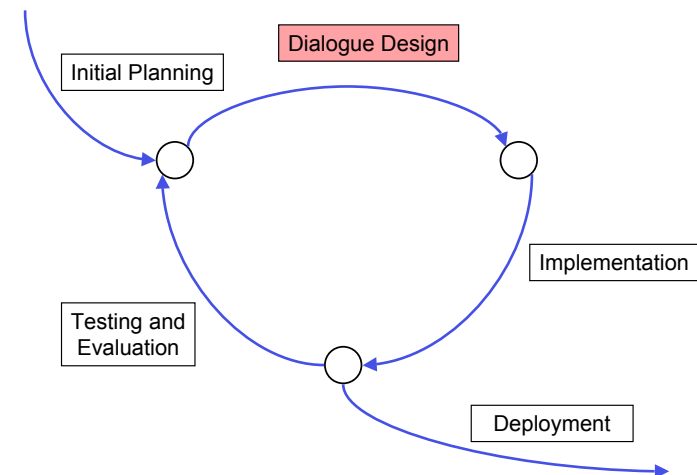 Dialogue Design
Initial Planning
Implementation
Testing and
Evaluation
Deployment